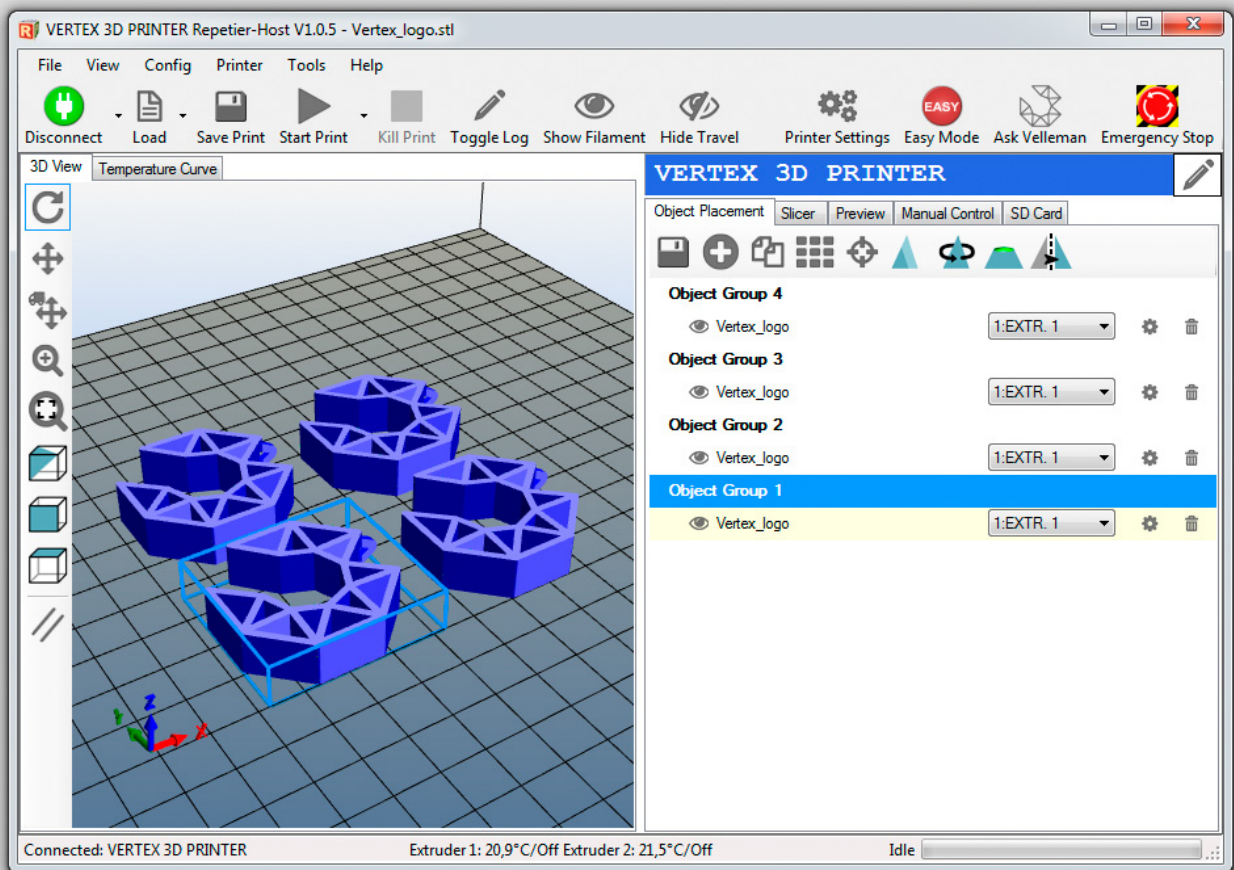 VERTEX 3D PRINTER Repetier-Host V1.0.5 - Vertex_logo.stl
File View Config Printer Tools Help
EASY
Disconnect Load Save Print Start Print Kill Print Toggle Log Show Filament Hide Travel Printer Settings Easy Mode Ask Velleman Emergency Stop
3D View Temperature Curve
VERTEX 3D PRINTER
Object Placement Slicer Preview Manual Control SD Card
Object Group 4
Vertex_logo 1:EXTR. 1
Object Group 3
Vertex_logo 1:EXTR. 1
Object Group 2
Vertex_logo 1:EXTR. 1
Object Group 1
Vertex_logo 1:EXTR. 1
Z
Y X
Connected: VERTEX 3D PRINTER Extruder 1: 20,9°C/Off Extruder 2: 21,5°C/Off Idle